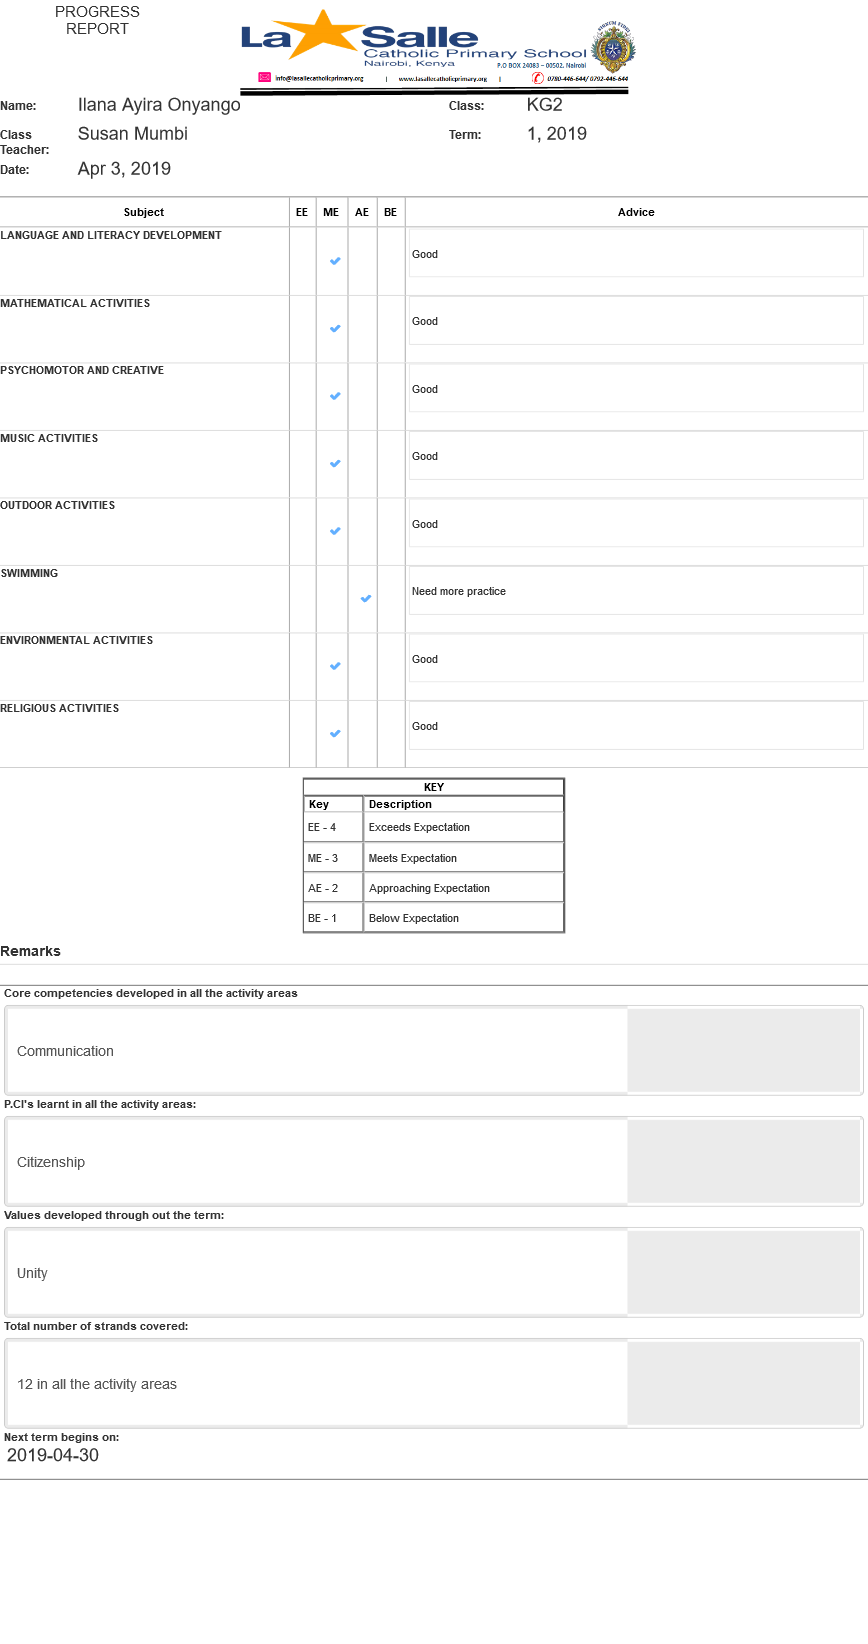 PROGRESS
REPORT
La Salle
Catholic Primary School
Nairobi, Kenya
P.O BOX 24083 – 00502, Nairobi
info@lasallecatholicprimary.org | www.lasallecatholicprimary.org | 0780-446-644/ 0792-446-644
Name: Ilana Ayira Onyango Class: KG2
Class Teacher: Susan Mumbi Term: 1, 2019
Date: Apr 3, 2019
Subject EE ME AE BE Advice
LANGUAGE AND LITERACY DEVELOPMENT
Good
MATHEMATICAL ACTIVITIES
Good
PSYCHOMOTOR AND CREATIVE
Good
MUSIC ACTIVITIES
Good
OUTDOOR ACTIVITIES
Good
SWIMMING
Need more practice
ENVIRONMENTAL ACTIVITIES
Good
RELIGIOUS ACTIVITIES
Good
KEY
Key Description
EE - 4 Exceeds Expectation
ME - 3 Meets Expectation
AE - 2 Approaching Expectation
BE - 1 Below Expectation
Remarks
Core competencies developed in all the activity areas
Communication
P.CI's learnt in all the activity areas:
Citizenship
Values developed through out the term:
Unity
Total number of strands covered:
12 in all the activity areas
Next term begins on:
2019-04-30